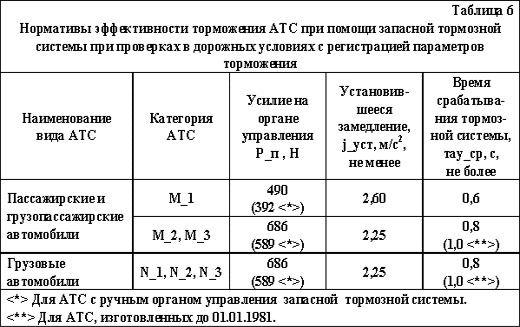 Таблица 6
Нормативы эффективности торможения АТС при помощи запасной тормозной
системы при проверках в дорожных условиях с регистрацией параметров
торможения
Наименование
вида АТС
Категория
АТС
Усилие на
органе
управления
Р_п , Н
Установив-
шееся
замедление,
j_уст, м/с²,
не менее
Время
срабатыва-
ния тормоз-
ной системы,
тау_ср, с,
не более
Пассажирские и
грузопассажирские
автомобили
M_1
490
(392 <*>)
2,60
0,6
M_2, M_3
686
(589 <*>)
2,25
0,8
(1,0 <**>)
Грузовые
автомобили
N_1, N_2, N_3
686
(589 <*>)
2,25
0,8
(1,0 <**>)
<*> Для АТС с ручным органом управления запасной тормозной системы.
<**> Для АТС, изготовленных до 01.01.1981.